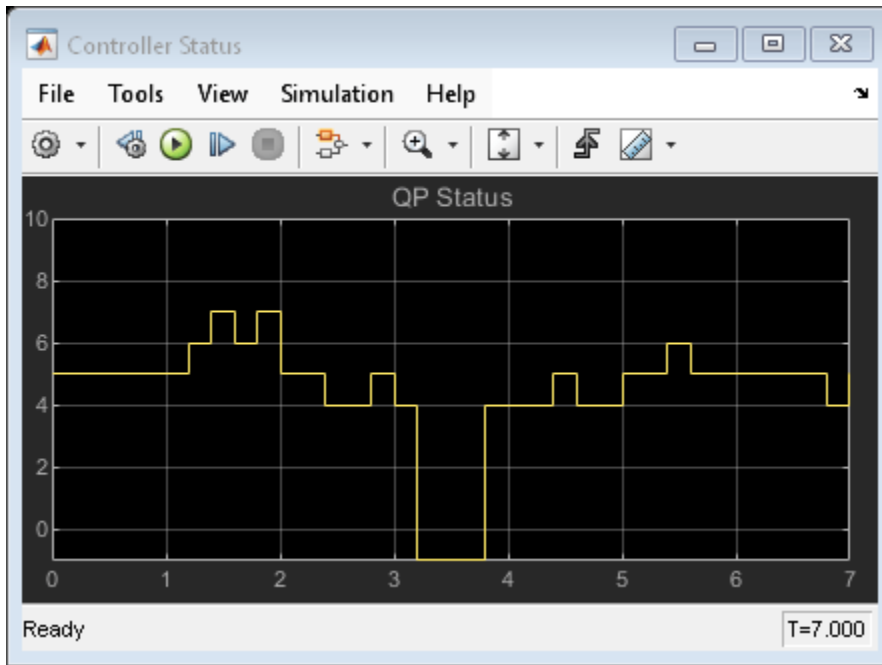 Controller Status
File Tools View Simulation Help
QP Status
10
8
6
4
2
0
0 1 2 3 4 5 6 7
Ready T=7.000